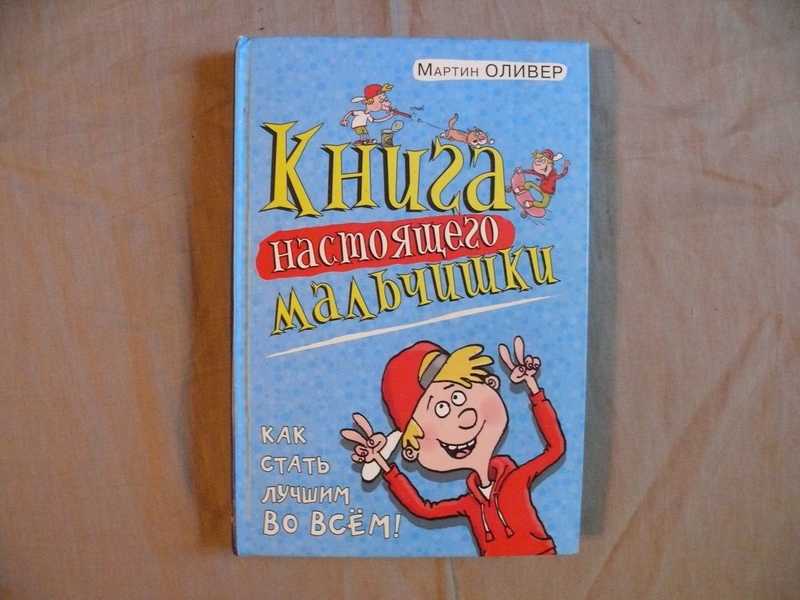 Мартин ОЛИВЕР
Книга
настоящего
мальчишки
КАК
СТАТЬ
ЛУЧШИМ
ВО ВСЁМ!